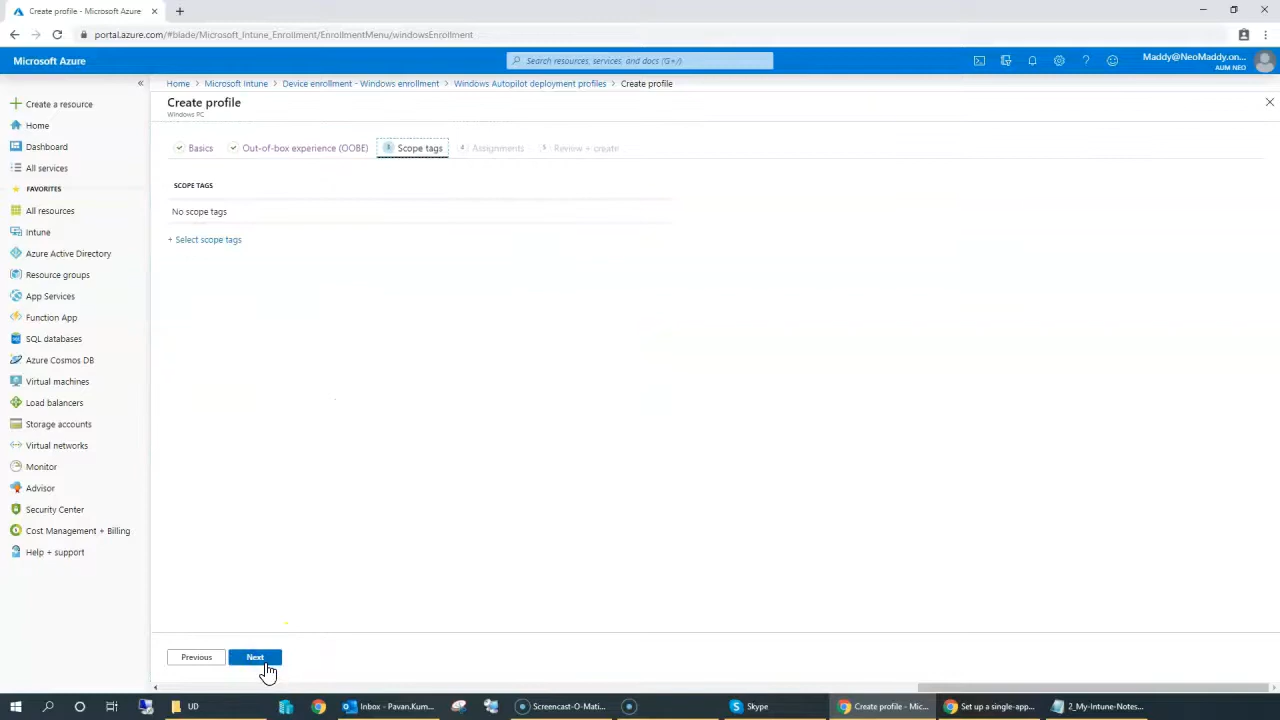 Create profile - Microsoft Azure
portal.azure.com/#blade/Microsoft_Intune_Enrollment/EnrollmentMenu/windowsEnrollment
Microsoft Azure
Search resources, services, and docs (G+/)
Maddy@NeoMaddy.on...
AUM NEO
Home > Microsoft Intune > Device enrollment - Windows enrollment > Windows Autopilot deployment profiles > Create profile
Create profile
Windows PC
Create a resource
Home
Dashboard
All services
FAVORITES
All resources
Intune
Azure Active Directory
Resource groups
App Services
Function App
SQL databases
Azure Cosmos DB
Virtual machines
Load balancers
Storage accounts
Virtual networks
Monitor
Advisor
Security Center
Cost Management + Billing
Help + support
Basics Out-of-box experience (OOBE) 3 Scope tags 4 Assignments 5 Review + create
SCOPE TAGS
No scope tags
+ Select scope tags
Previous Next
UD Inbox - Pavan.Kum... Screencast-O-Mati... Skype Create profile - Mic... Set up a single-app... 2_My-Intune-Notes...